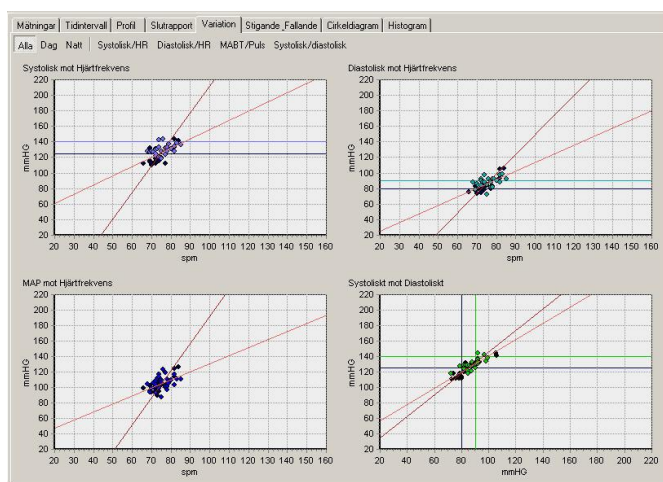 Mätningar Tidintervall Profil Slutrapport Variation Stigande_Fallande Cirkeldiagram Histogram
Alla Dag Natt Systolisk/HR Diastolisk/HR MABT/Puls Systolisk/diastolisk
Systolisk mot Hjärtfrekvens
220
200
180
160
140
120
100
80
60
40
20
mmHG
20 30 40 50 60 70 80 90 100 110 120 130 140 150 160
spm
Diastolisk mot Hjärtfrekvens
220
200
180
160
140
120
100
80
60
40
20
mmHG
20 30 40 50 60 70 80 90 100 110 120 130 140 150 160
spm
MAP mot Hjärtfrekvens
220
200
180
160
140
120
100
80
60
40
20
mmHG
20 30 40 50 60 70 80 90 100 110 120 130 140 150 160
spm
Systoliskt mot Diastoliskt
220
200
180
160
140
120
100
80
60
40
20
mmHG
20 40 60 80 100 120 140 160 180 200 220
mmHG